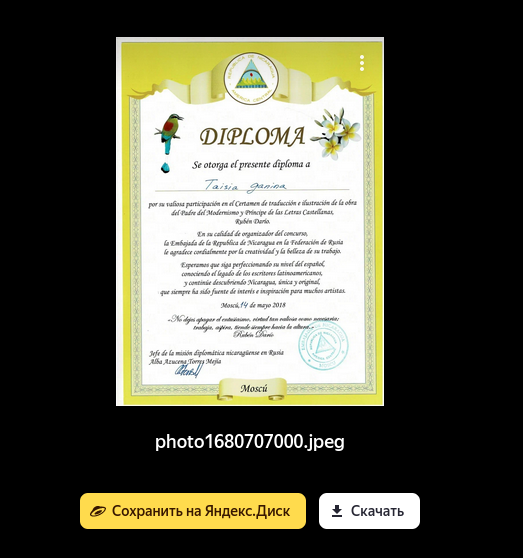 REPUBLICA DE NICARAGUA
AMERICA CENTRAL
DIPLOMA
Se otorga el presente diploma a
Taisia Ganina
por su valiosa participación en el Certamen de traducción e ilustración de la obra
del Padre del Modernismo y Príncipe de las Letras Castellanas,
Rubén Darío.
En su calidad de organizador del concurso,
la Embajada de la Republica de Nicaragua en la Federación de Rusia
le agradece cordialmente por la creatividad y la belleza de su trabajo.
Esperamos que siga perfeccionando su nivel del español,
conociendo el legado de los escritores latinoamericanos,
y continúe descubriendo Nicaragua, única y original,
que siempre ha sido fuente de interés e inspiración para muchos artistas.
Moscú, 14 de mayo 2018
«No dejes apagar el entusiasmo, virtud tan valiosa como necesaria;
trabaja, aspira, tiende siempre hacia la altura.»
Rubén Darío
Jefe de la misión diplomática nicaragüense en Rusia
Alba Azucena Torres Mejía
Moscú
photo1680707000.jpeg
Сохранить на Яндекс.Диск
Скачать